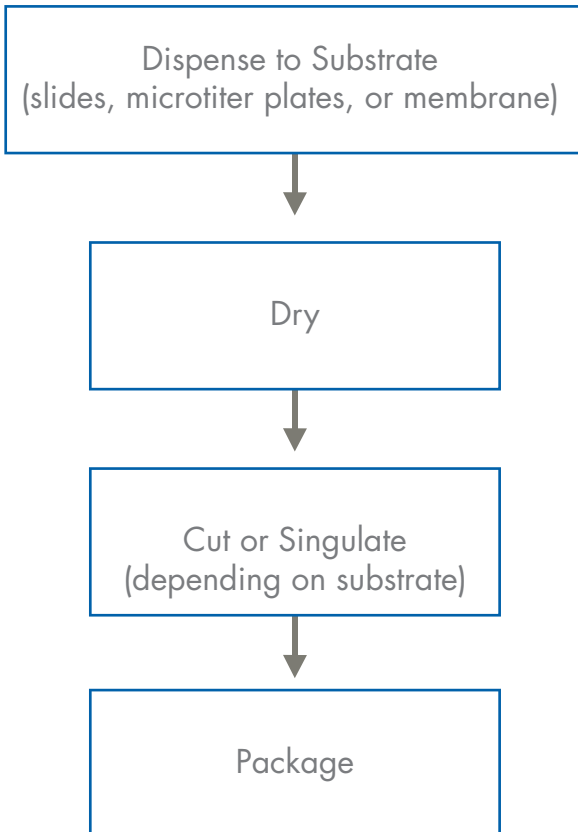 Dispense to Substrate
(slides, microtiter plates, or membrane)
Dry
Cut or Singulate
(depending on substrate)
Package